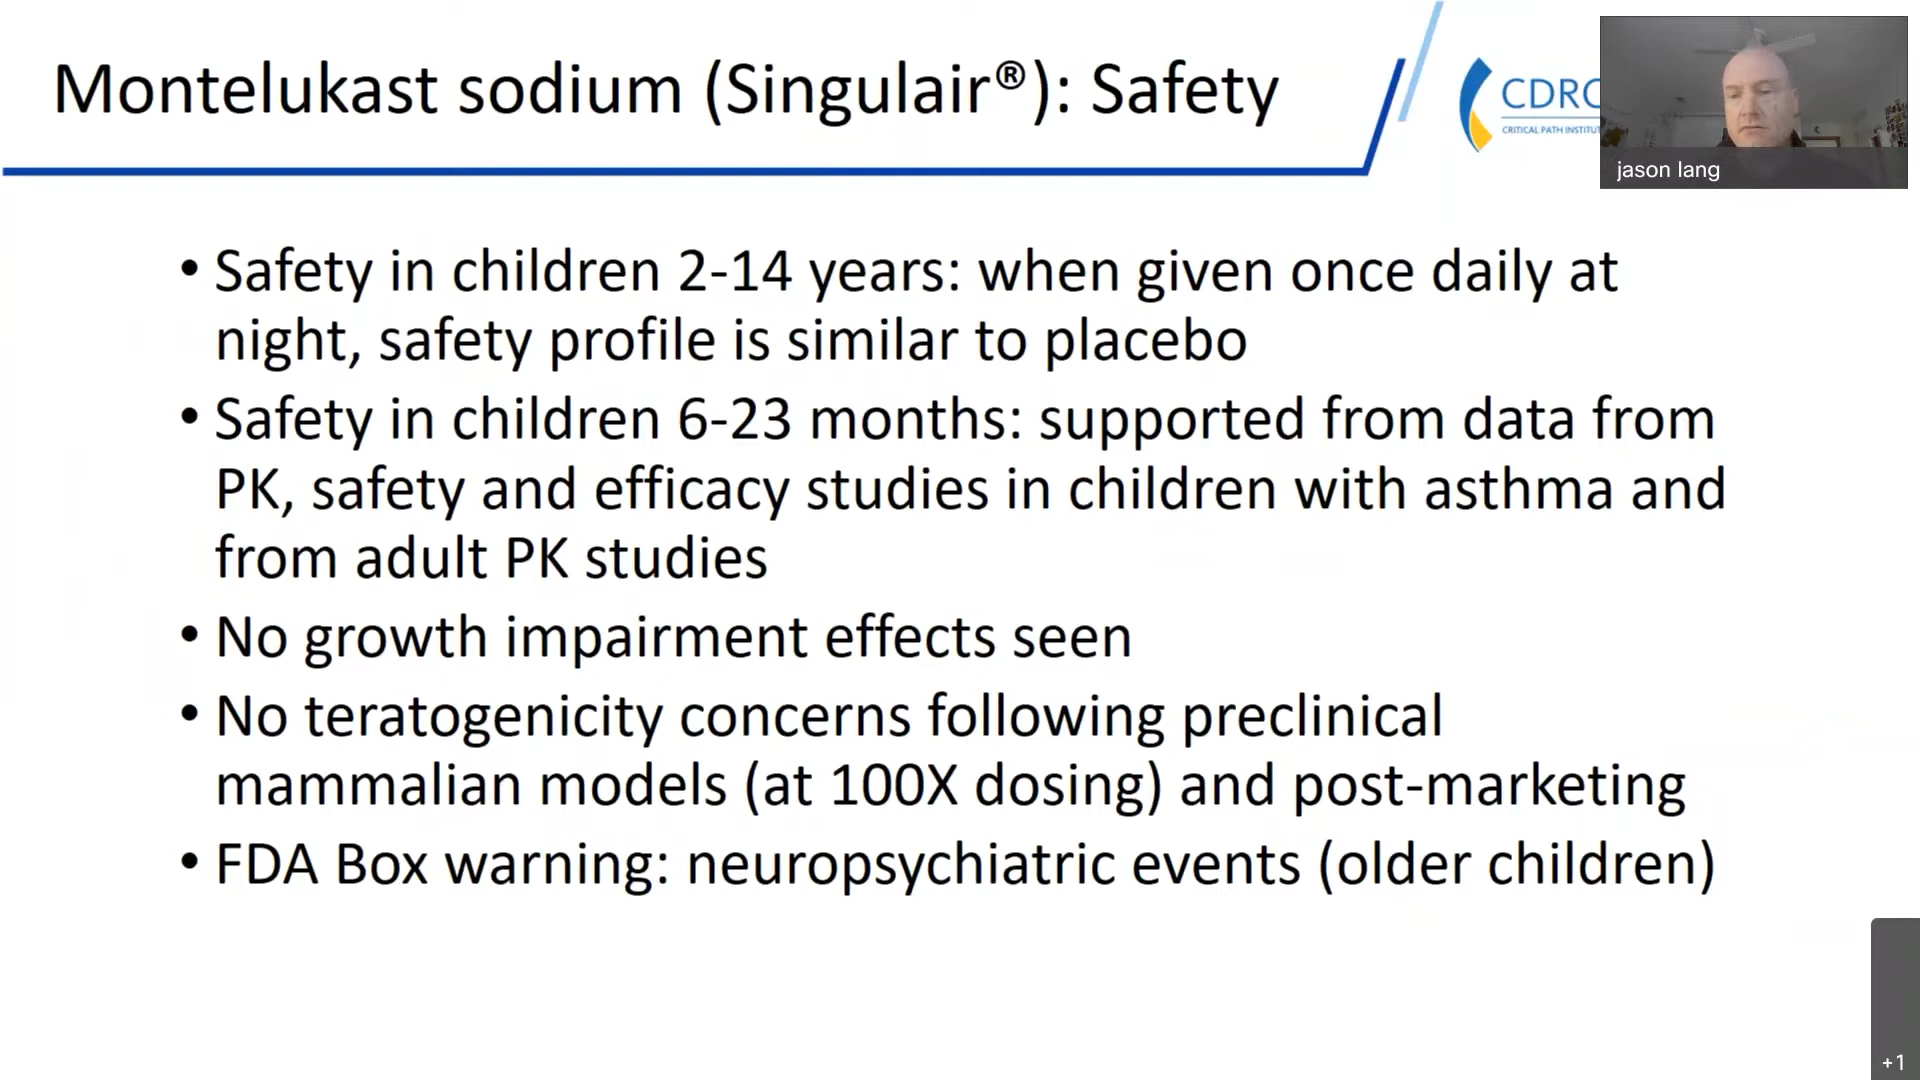 Montelukast sodium (Singulair®): Safety
CDRC
CRITICAL PATH INSTITUT
jason lang
• Safety in children 2-14 years: when given once daily at
night, safety profile is similar to placebo
• Safety in children 6-23 months: supported from data from
PK, safety and efficacy studies in children with asthma and
from adult PK studies
• No growth impairment effects seen
• No teratogenicity concerns following preclinical
mammalian models (at 100X dosing) and post-marketing
• FDA Box warning: neuropsychiatric events (older children)
+1